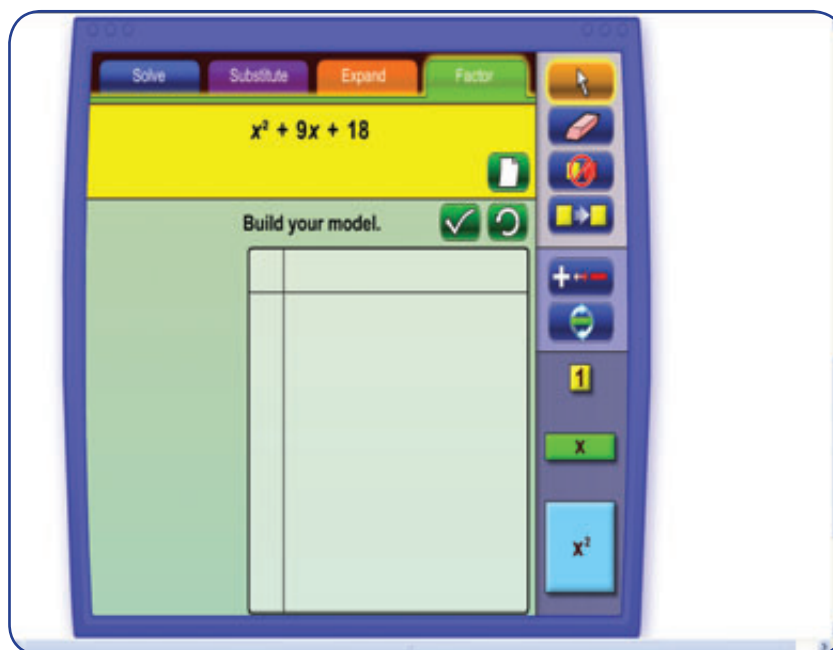 Solve Substitute Expand Factor
x² + 9x + 18
Build your model.
1
x
x²